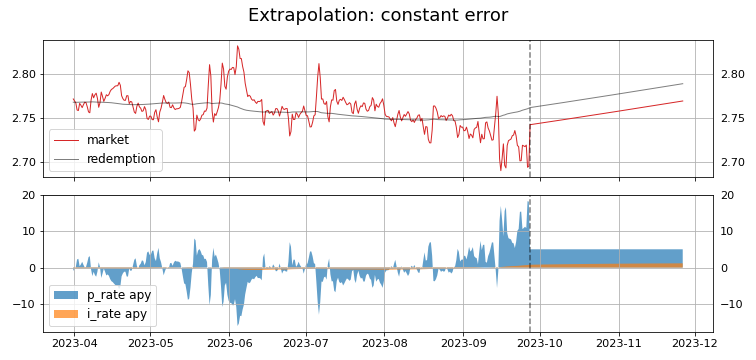 Extrapolation: constant error
2.80 2.80
2.75 2.75
2.70 2.70
market
redemption
20 20
10 10
0 0
−10 −10
p_rate apy
i_rate apy
2023-04 2023-05 2023-06 2023-07 2023-08 2023-09 2023-10 2023-11 2023-12